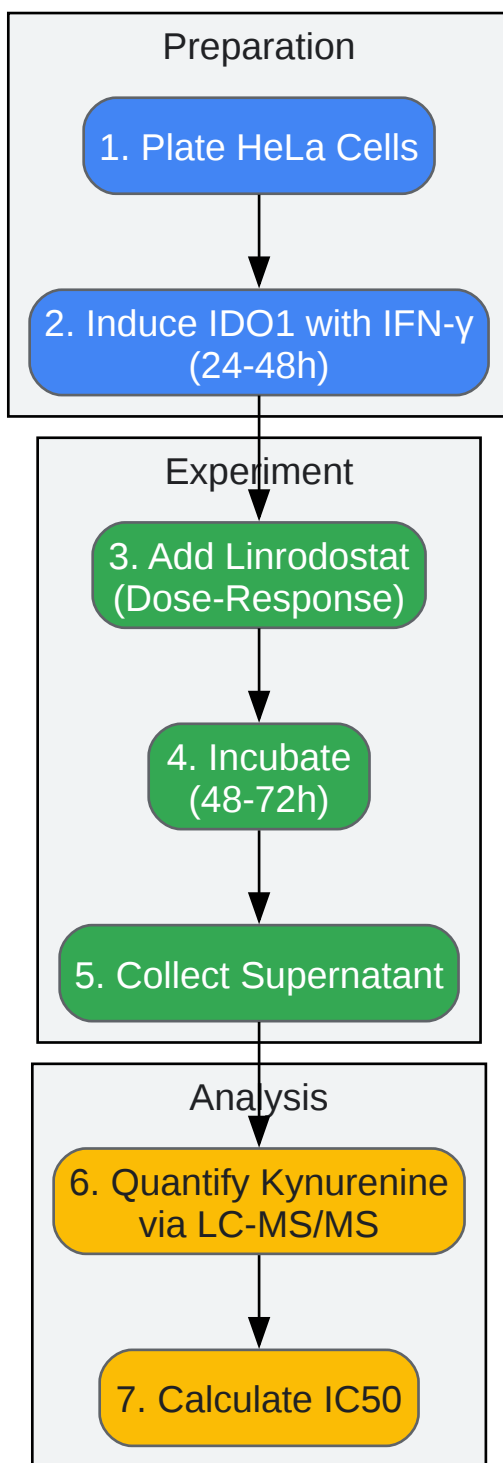 Preparation
1. Plate HeLa Cells
2. Induce IDO1 with IFN-γ
(24-48h)
Experiment
3. Add Linrodostat
(Dose-Response)
4. Incubate
(48-72h)
5. Collect Supernatant
Analysis
6. Quantify Kynurenine
via LC-MS/MS
7. Calculate IC50